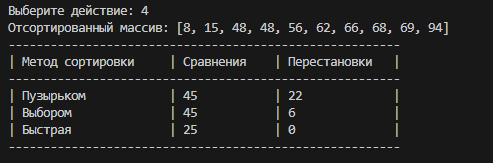 Выберите действие: 4
Отсортированный массив: [8, 15, 48, 48, 56, 62, 66, 68, 69, 94]
--------------------------------------------------------
| Метод сортировки | Сравнения | Перестановки |
--------------------------------------------------------
| Пузырьком | 45 | 22 |
| Выбором | 45 | 6 |
| Быстрая | 25 | 0 |
--------------------------------------------------------